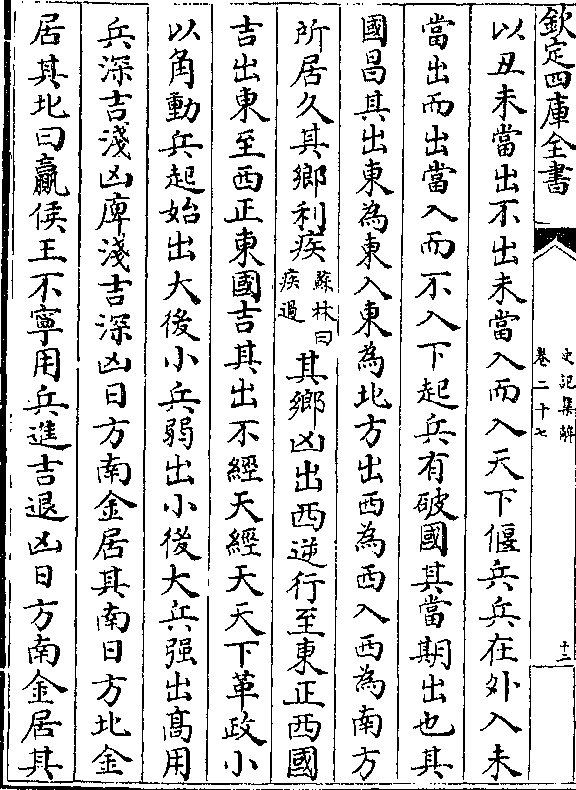 欽定四庫全書
史記集解
卷二十七
十二
以丑未當出不出未當入而入天下偃兵兵在外入未
當出而出當入而不入下起兵有破國其當期出也其
國昌其出東為東入東為北方出西為西入西為南方
所居久其鄉利疾蘇林曰疾過其鄉凶出西逆行至東正西國
吉出東至西正東國吉其出不經天經天天下革政小
以角動兵起始出大後小兵弱出小後大兵强出髙用
兵深吉淺凶庳淺吉深凶日方南金居其南日方北金
居其北曰贏侯王不寧用兵進吉退凶日方南金居其